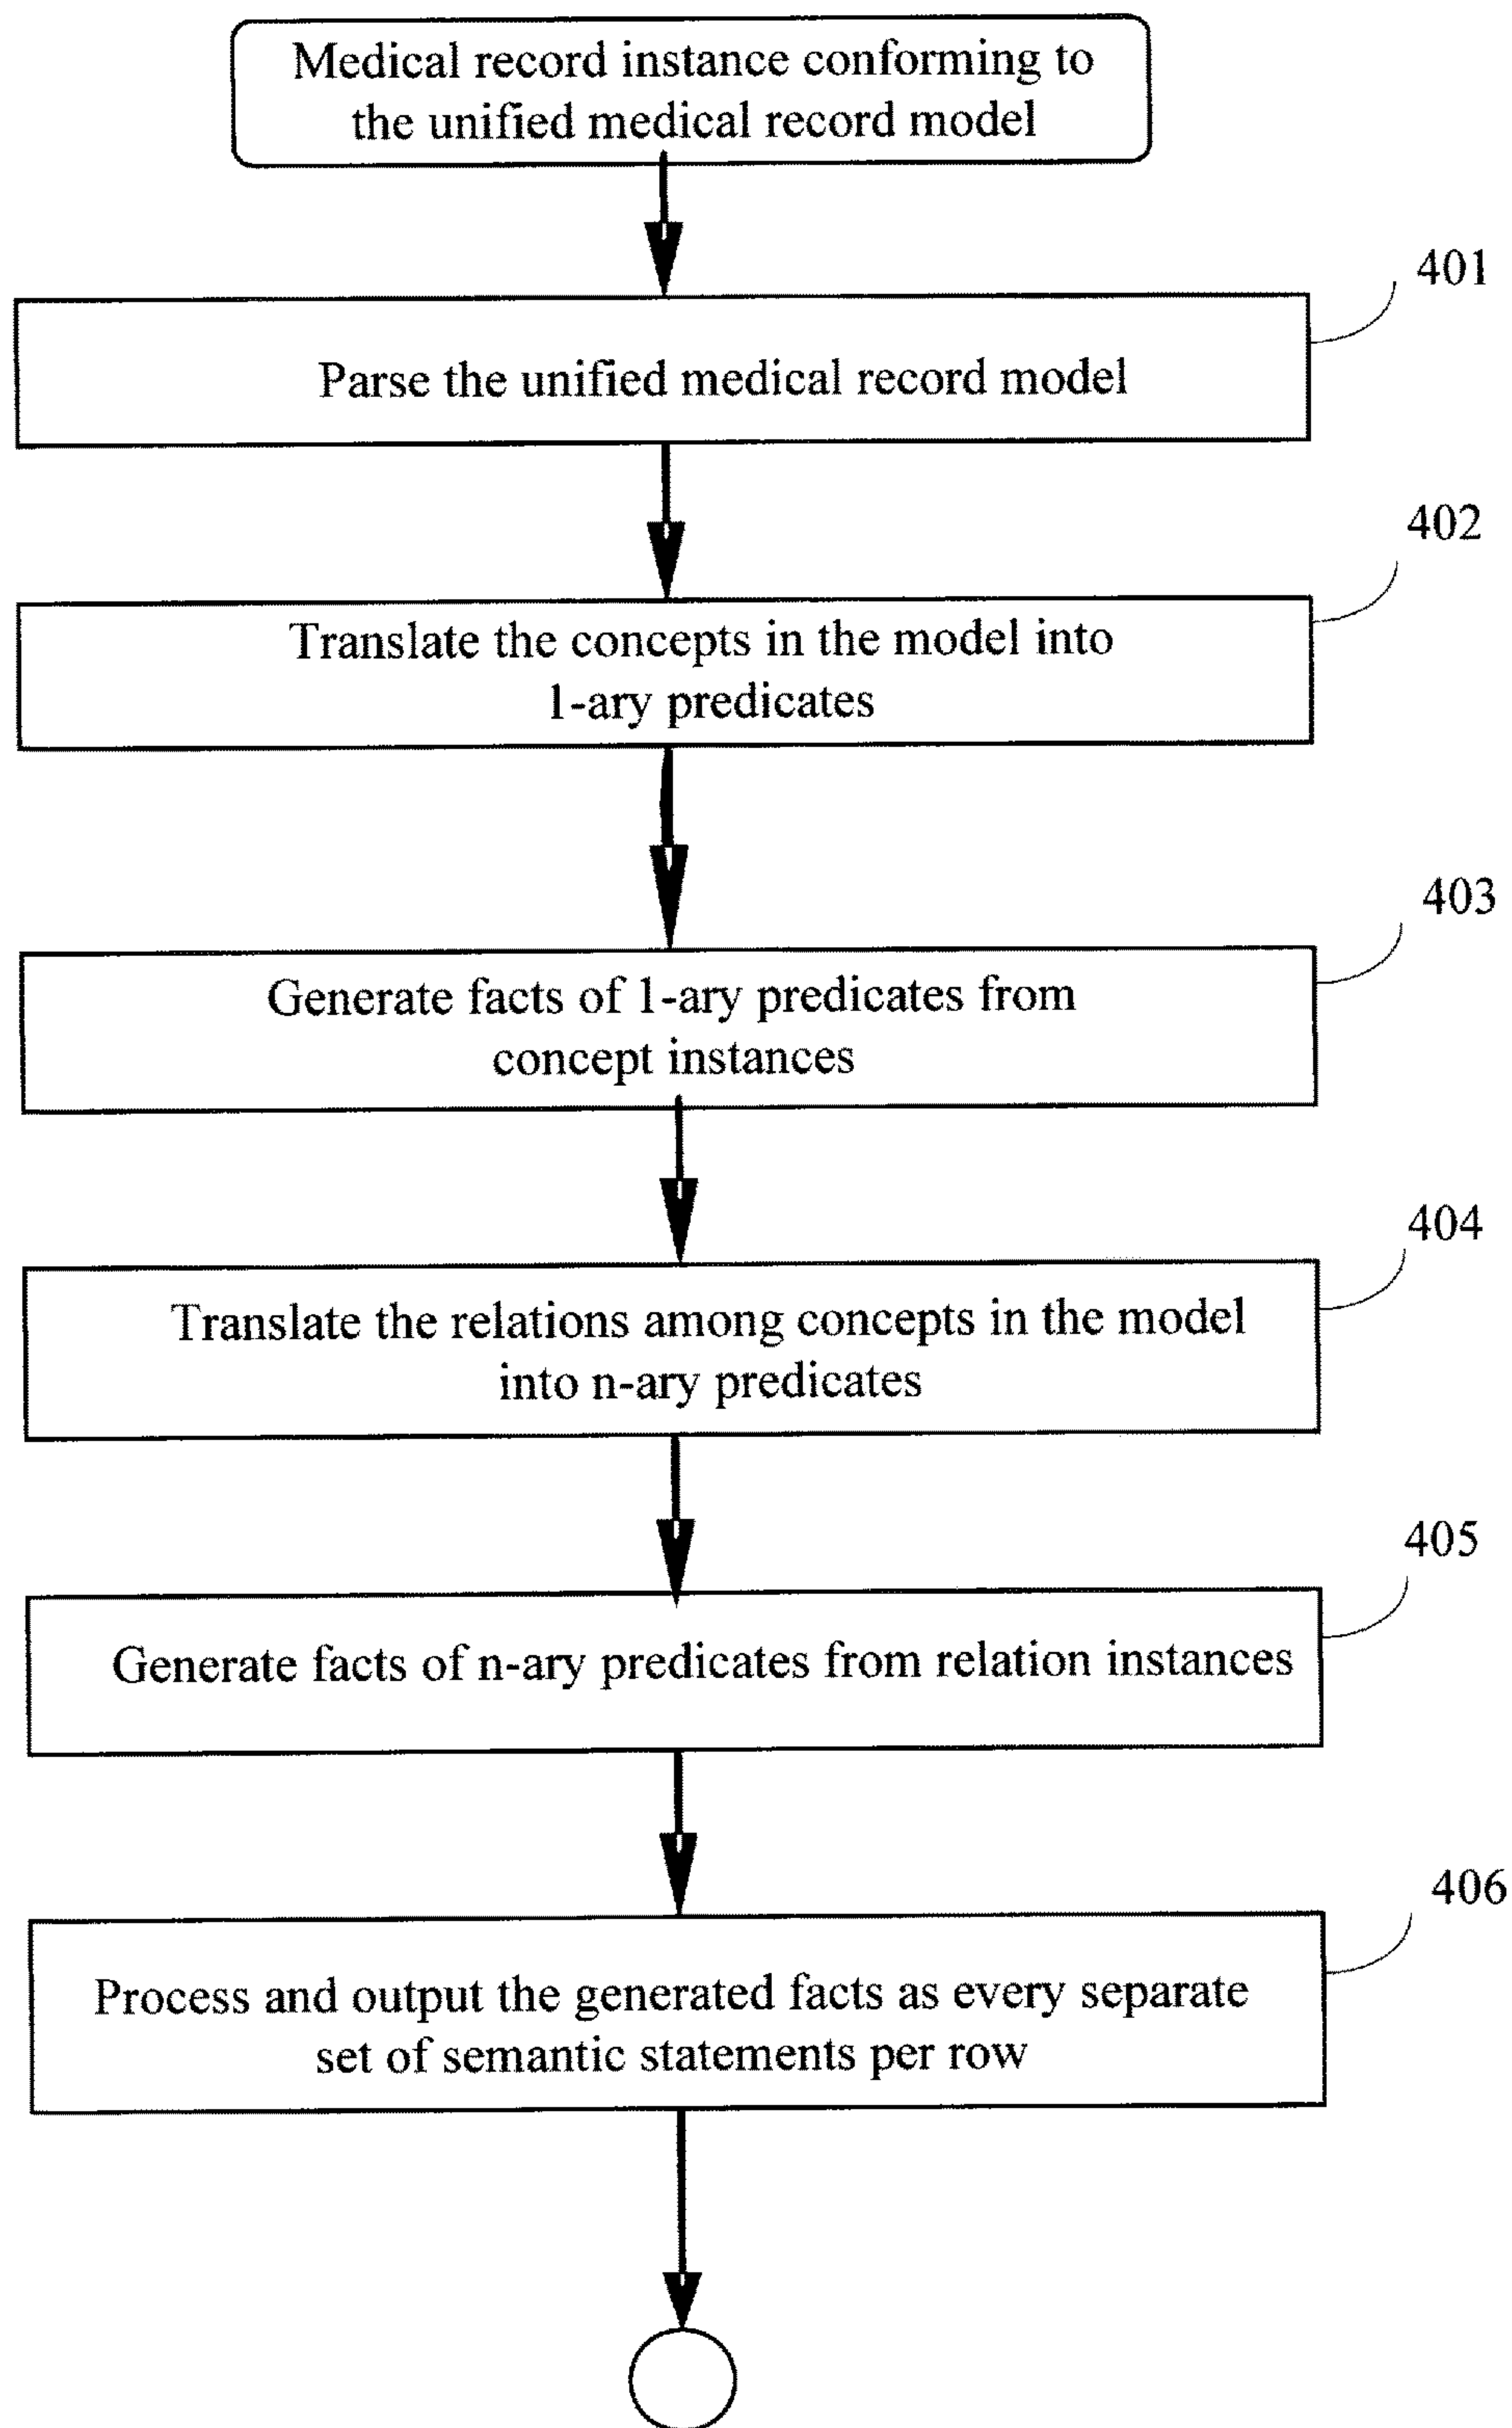 Medical record instance conforming to
the unified medical record model
401
Parse the unified medical record model
402
Translate the concepts in the model into
1-ary predicates
403
Generate facts of 1-ary predicates from
concept instances
404
Translate the relations among concepts in the model
into n-ary predicates
405
Generate facts of n-ary predicates from relation instances
406
Process and output the generated facts as every separate
set of semantic statements per row